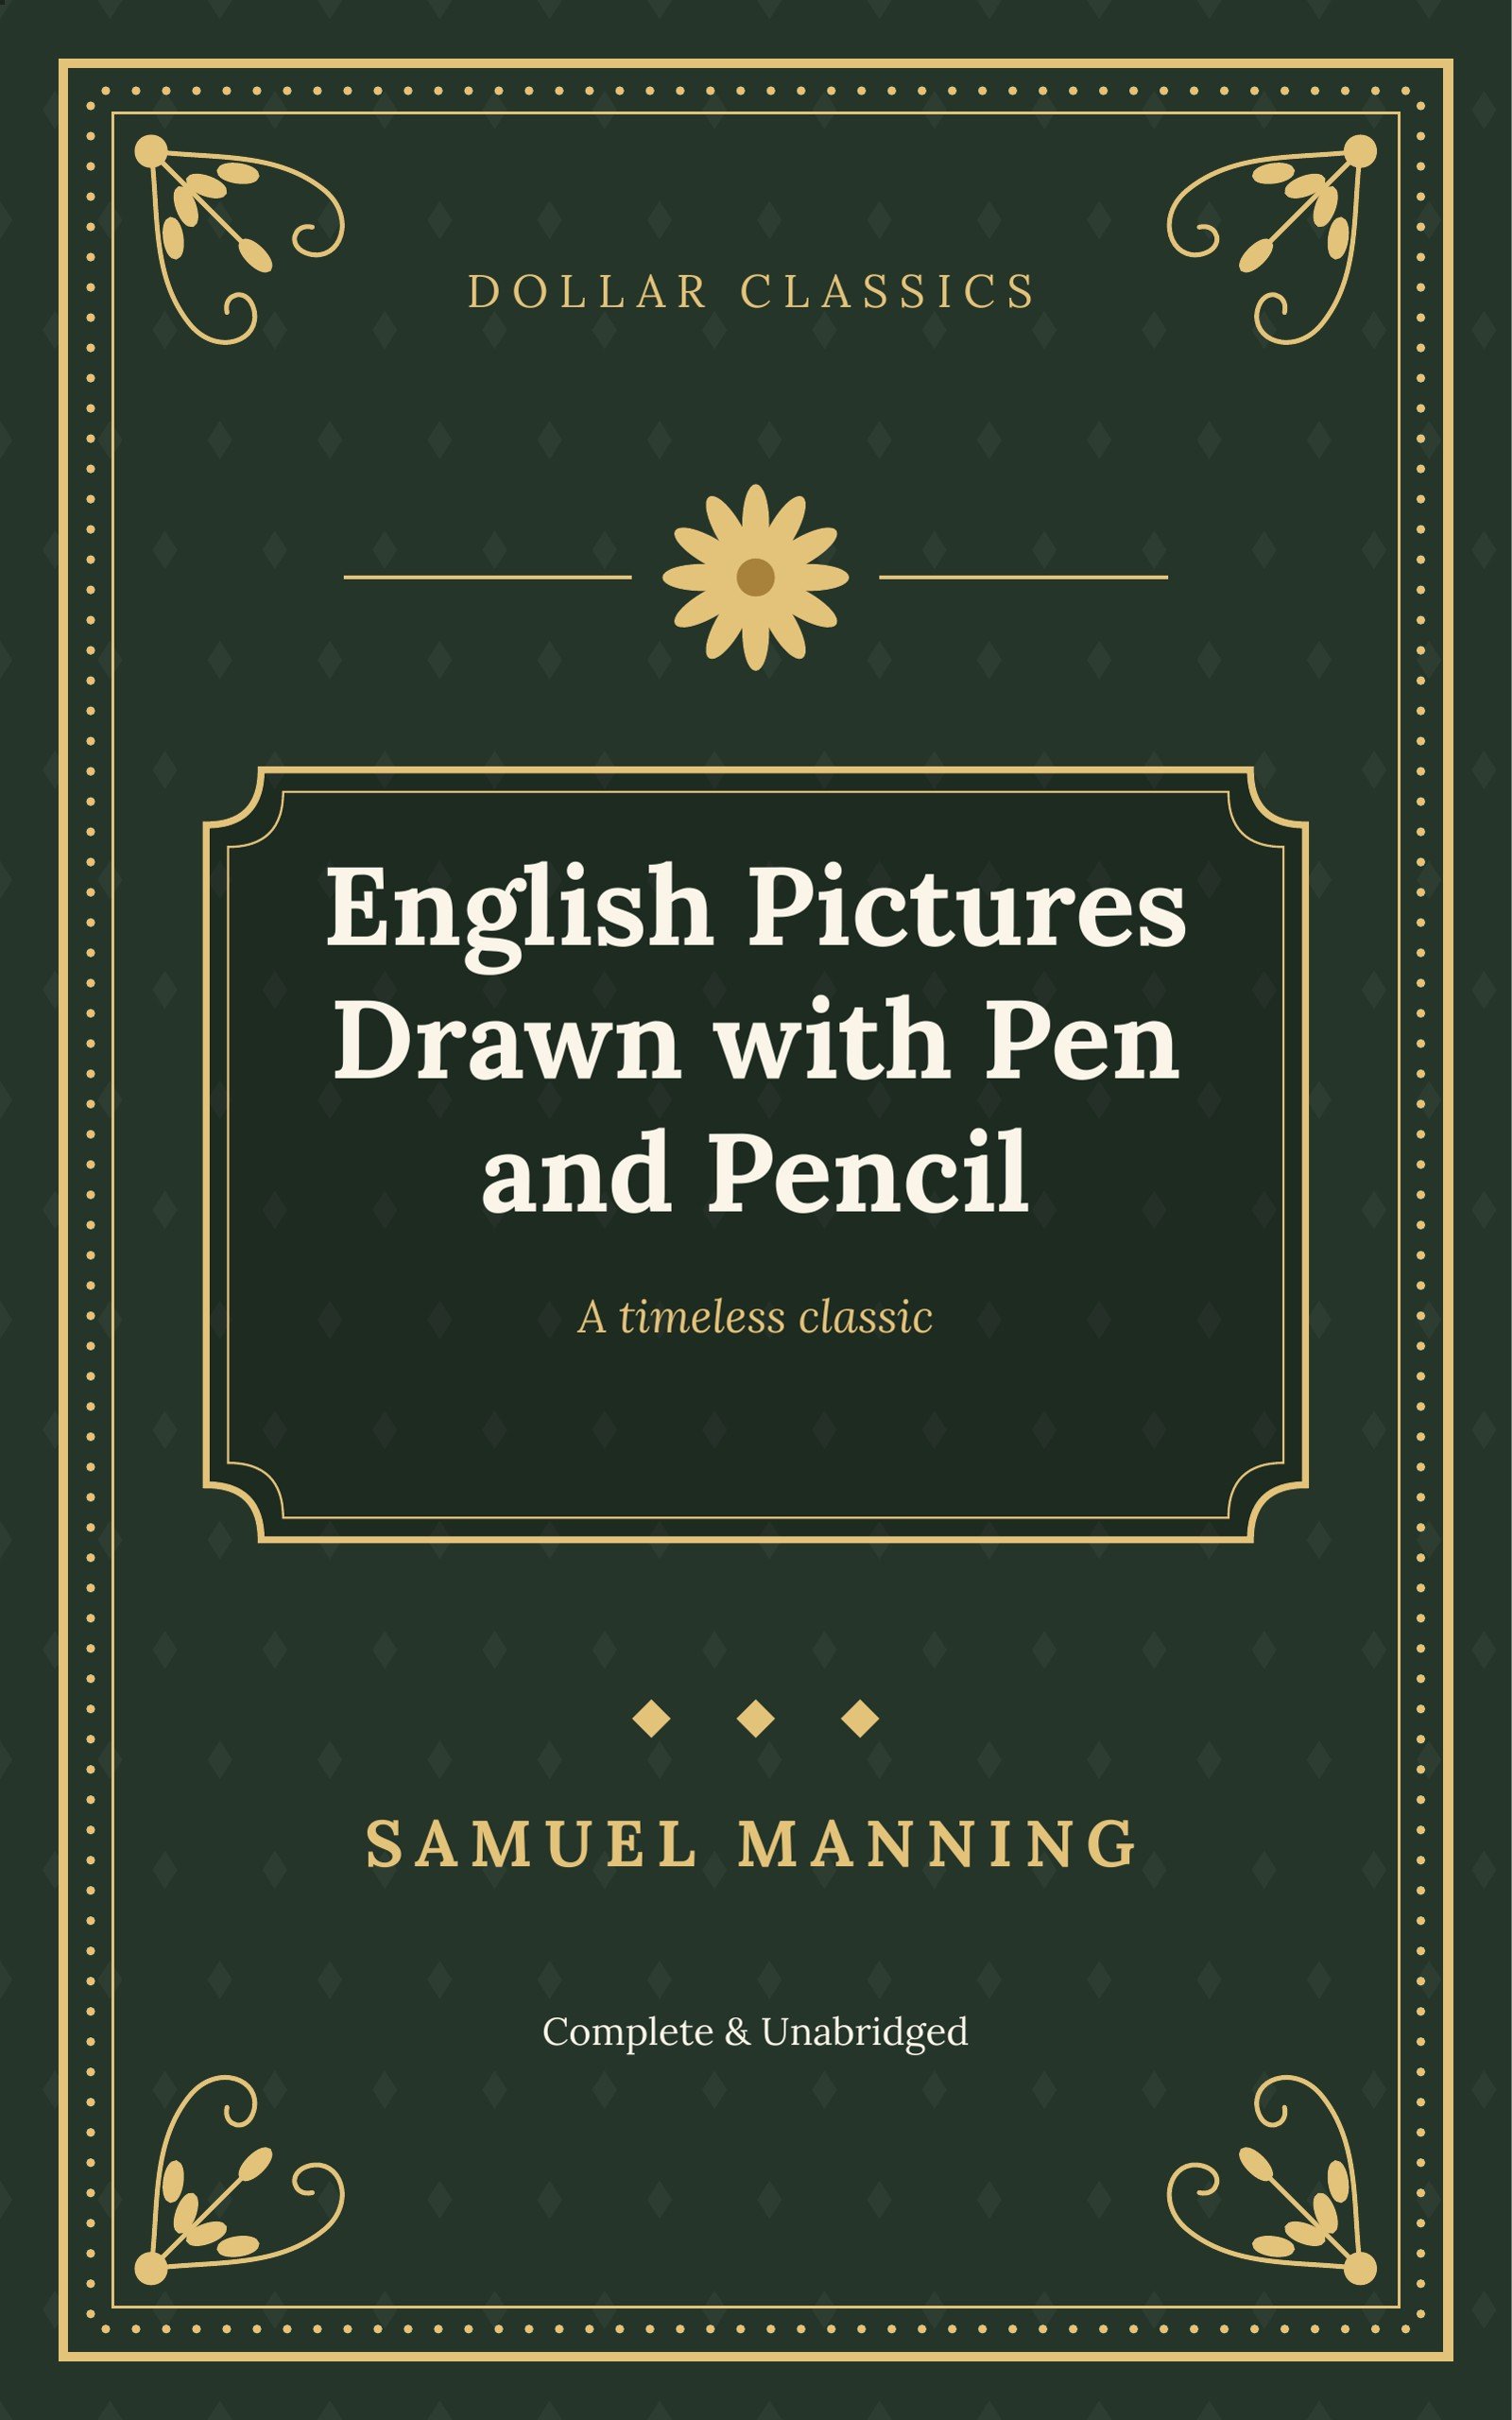 DOLLAR CLASSICS
English Pictures
Drawn with Pen
and Pencil
A timeless classic
SAMUEL MANNING
Complete & Unabridged